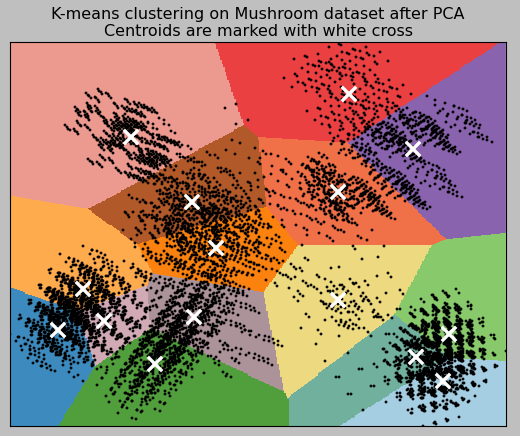 K-means clustering on Mushroom dataset after PCA
Centroids are marked with white cross